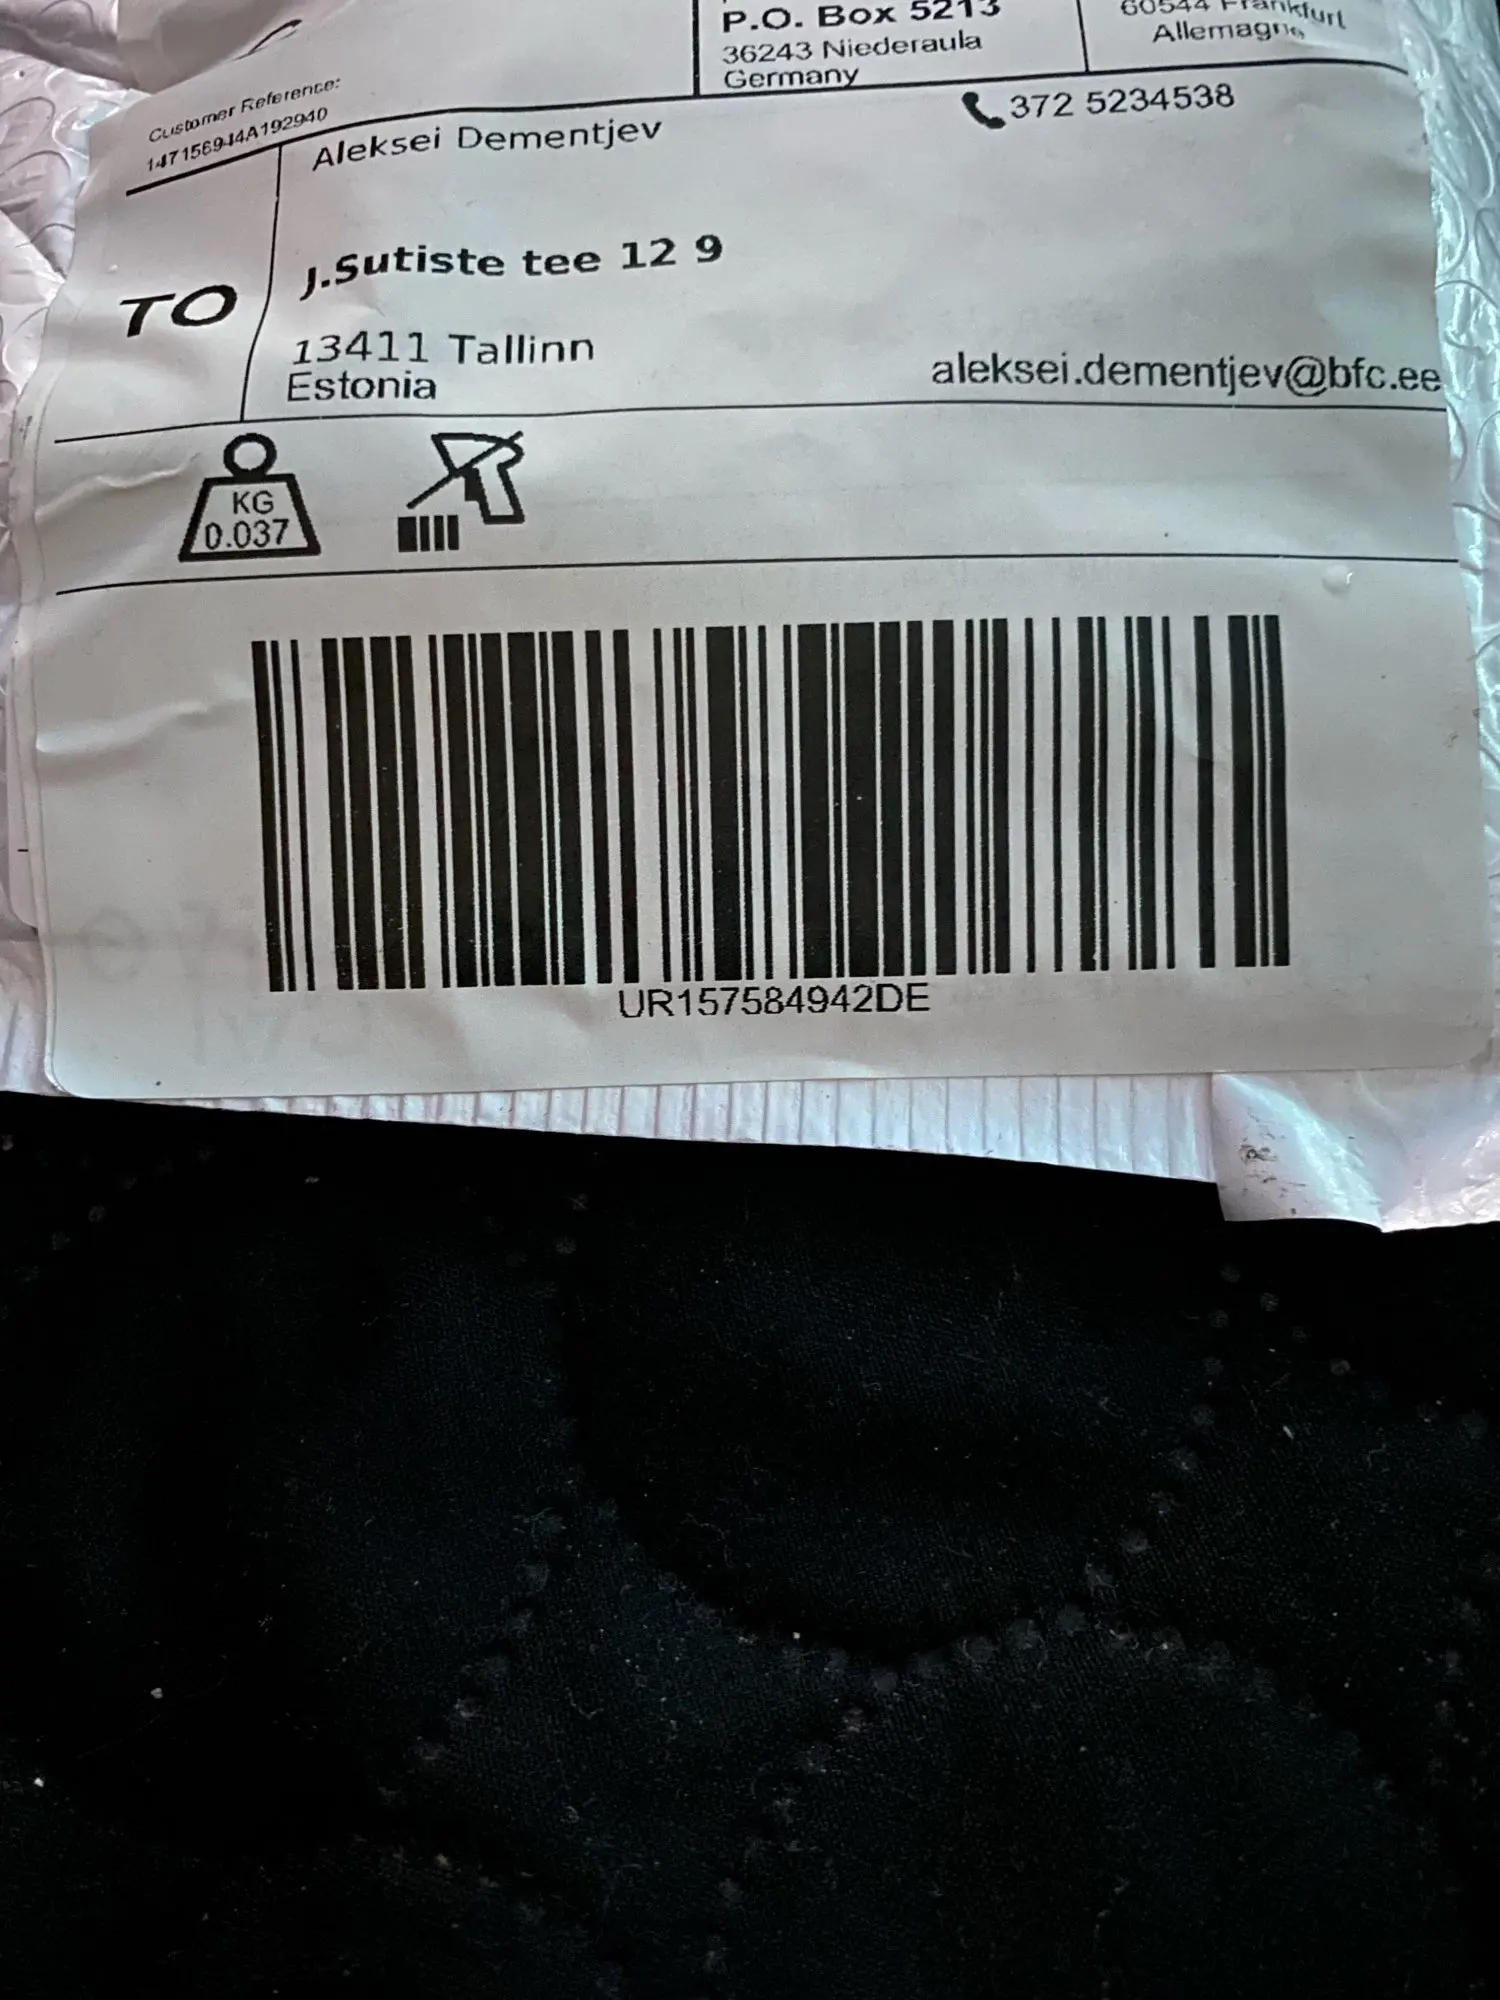 P.O. Box 5213
36243 Niederaula
Germany
60544 Frankfurt
Allemagne
Customer Reference:
147156944A192940
Aleksei Dementjev
372 5234538
J.Sutiste tee 12 9
TO
13411 Tallinn
Estonia
aleksei.dementjev@bfc.ee
KG
0.037
UR157584942DE